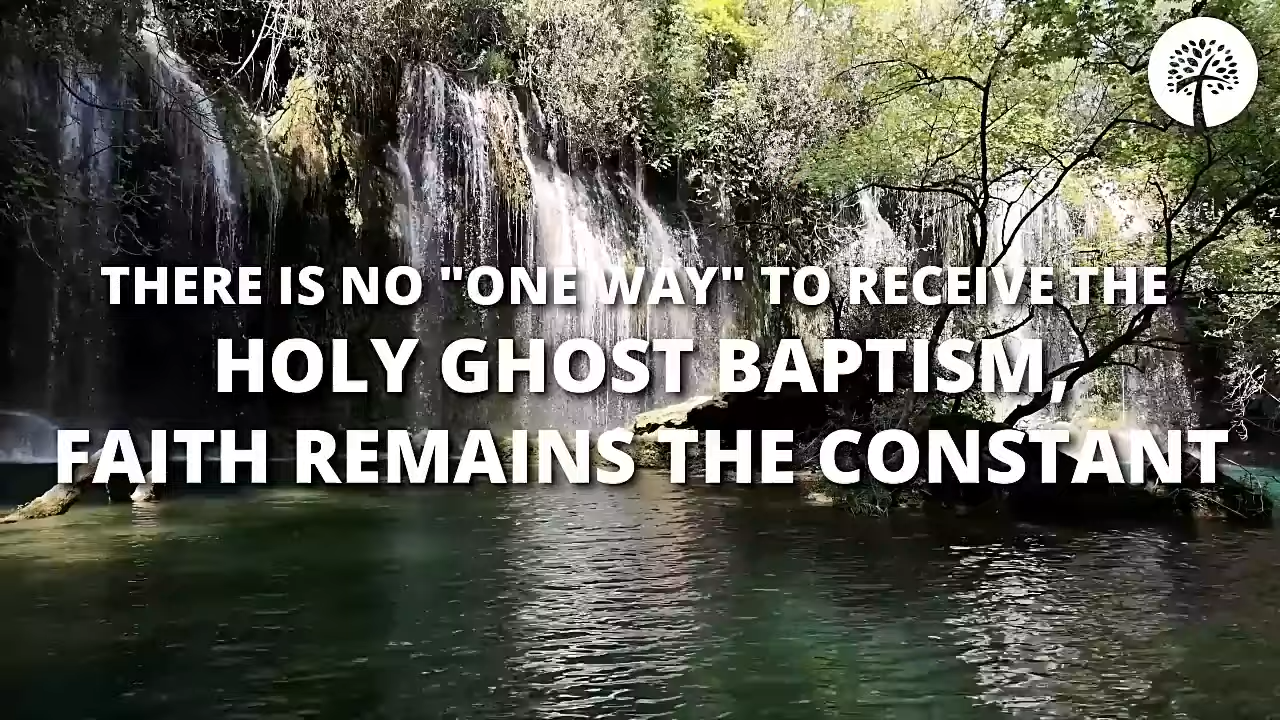 THERE IS NO "ONE WAY" TO RECEIVE THE
HOLY GHOST BAPTISM,
FAITH REMAINS THE CONSTANT